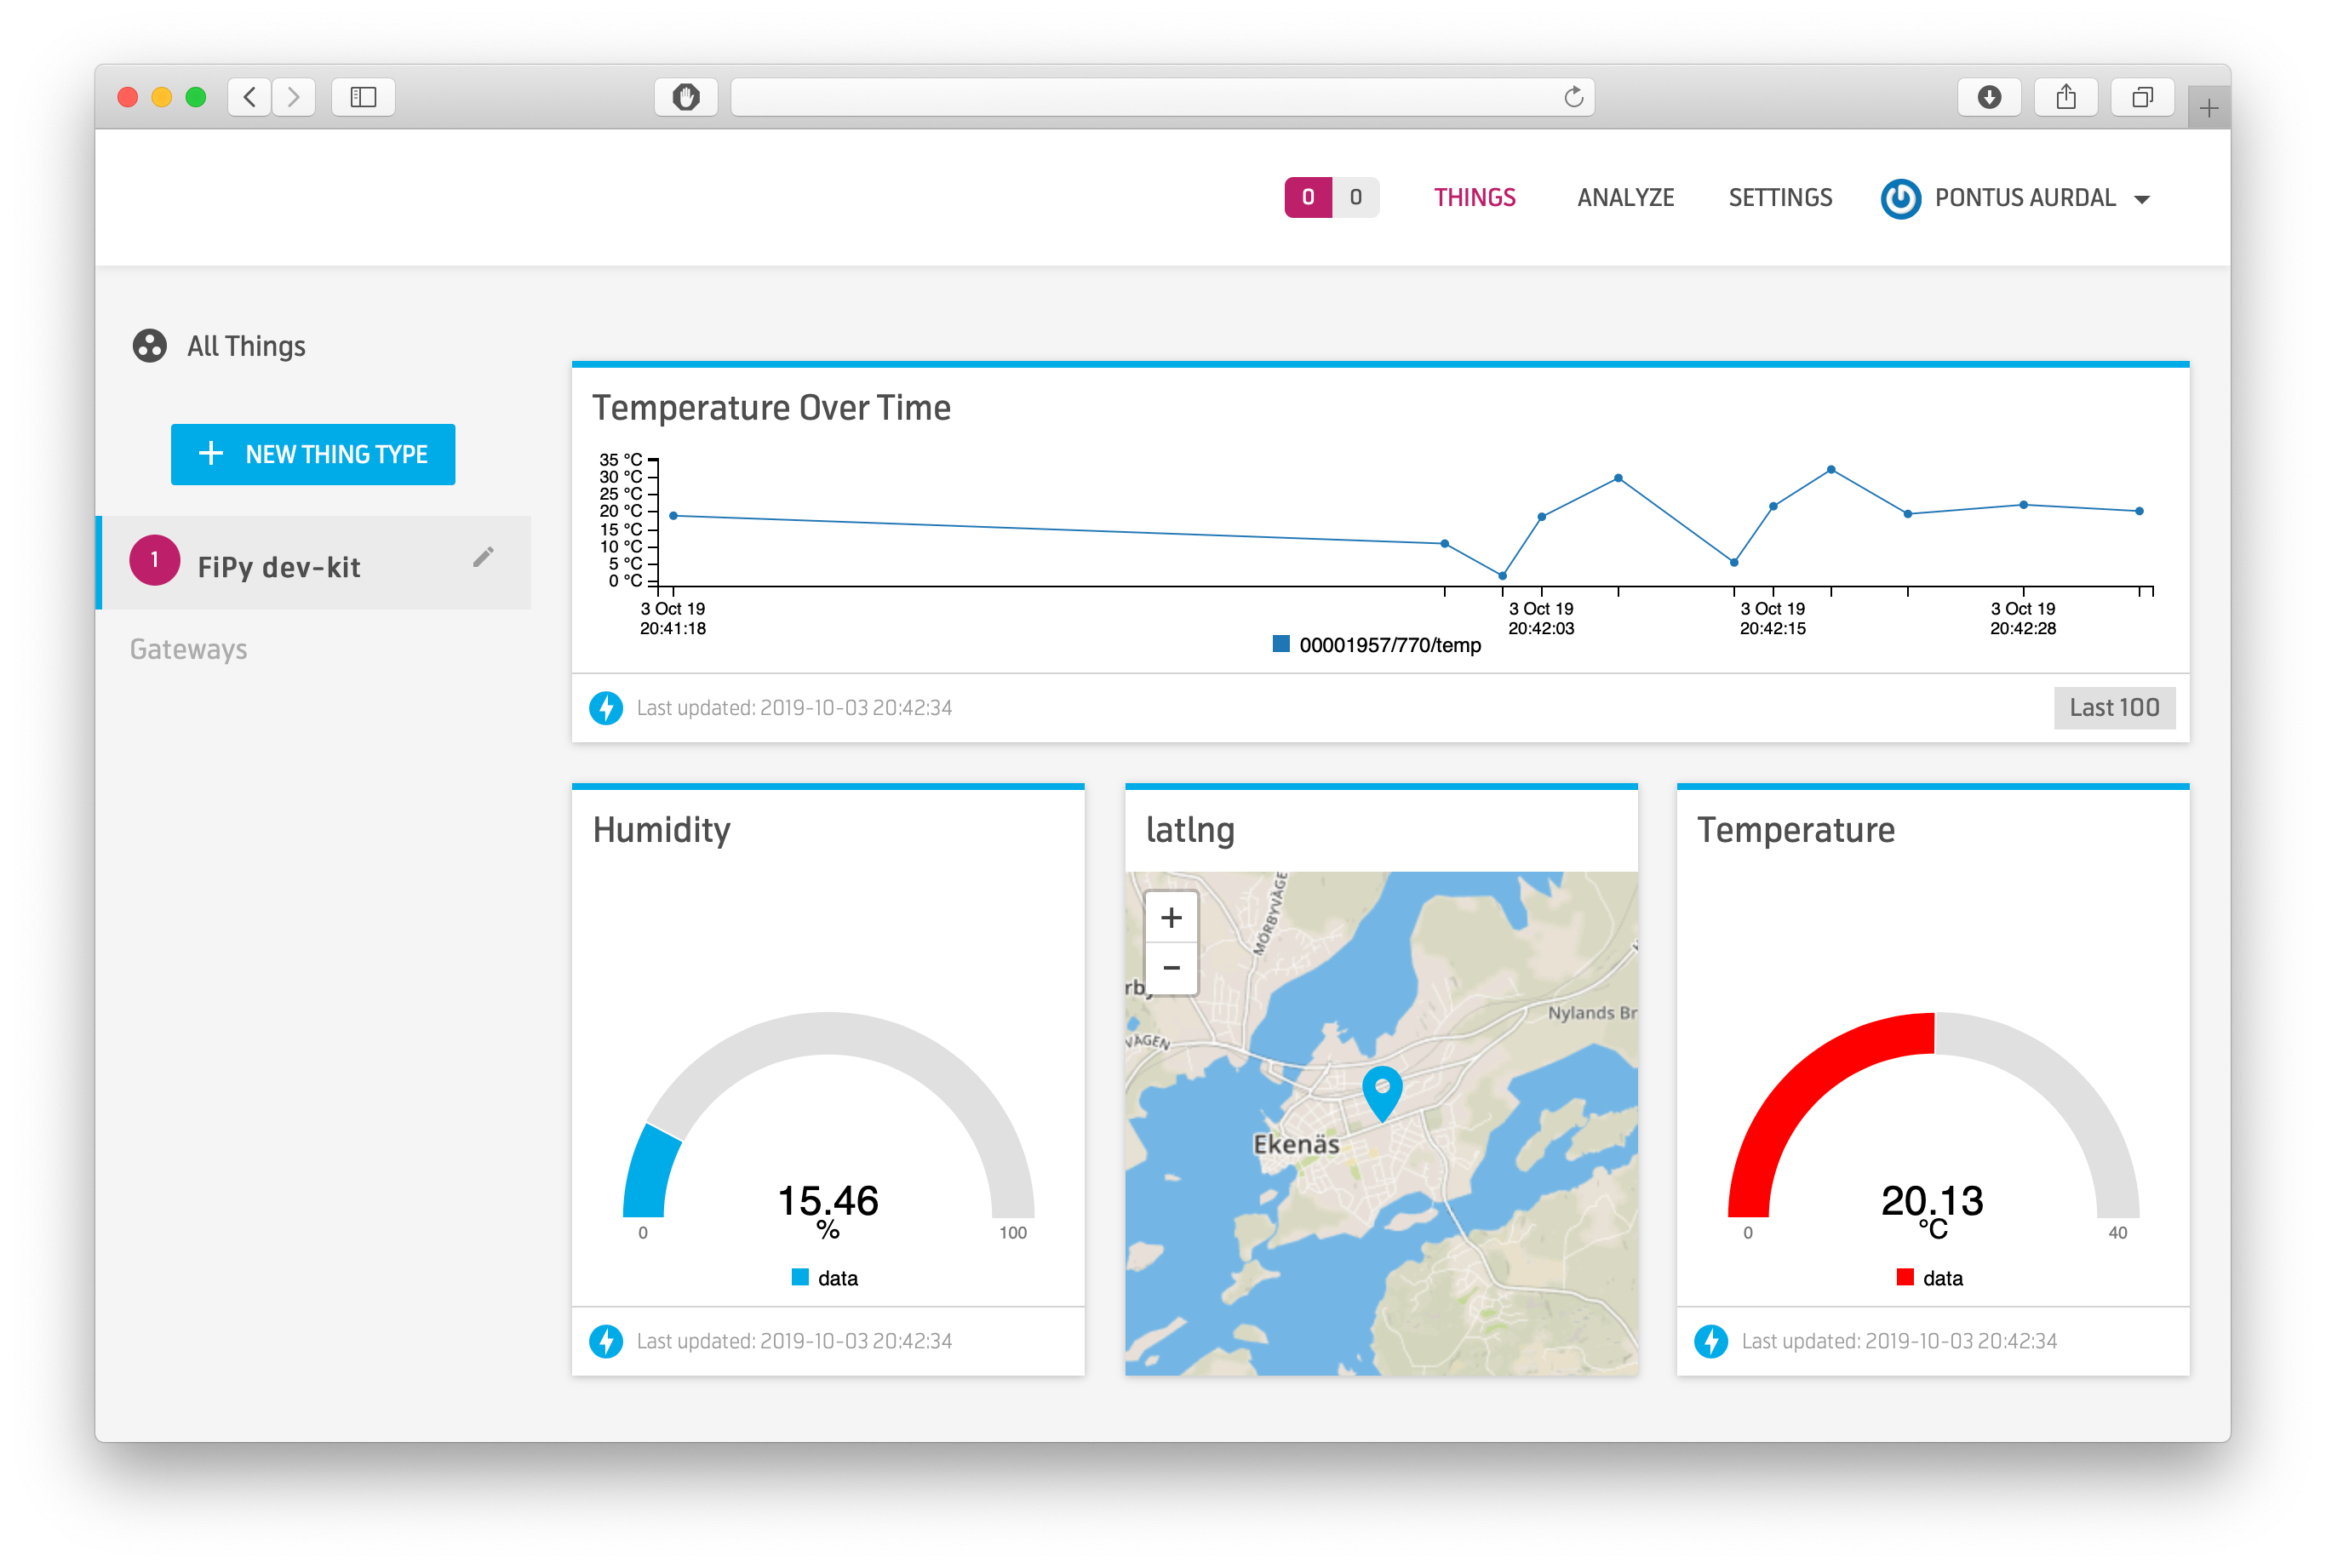 0 0 THINGS ANALYZE SETTINGS PONTUS AURDAL
All Things
+ NEW THING TYPE
1 FiPy dev-kit
Gateways
Temperature Over Time
35 °C
30 °C
25 °C
20 °C
15 °C
10 °C
5 °C
0 °C
3 Oct 19
20:41:18
3 Oct 19
20:42:03
3 Oct 19
20:42:15
3 Oct 19
20:42:28
00001957/770/temp
Last updated: 2019-10-03 20:42:34
Last 100
Humidity
15.46
%
0
100
data
Last updated: 2019-10-03 20:42:34
latlng
+
−
MÖRBYVÄGE
rby
VÄGEN
Nylands Br
Ekenäs
Temperature
20.13
°C
0
40
data
Last updated: 2019-10-03 20:42:34